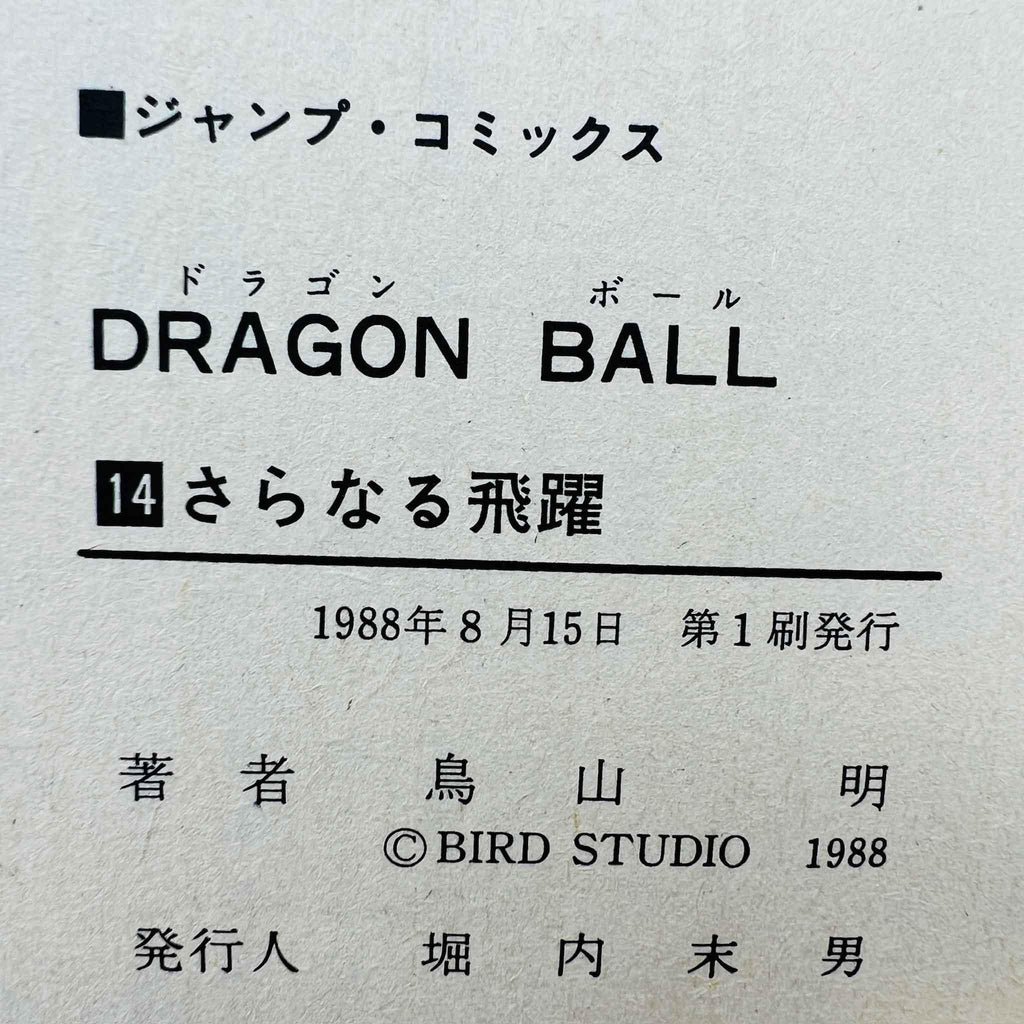 ■ジャンプ・コミックス
ドラゴン ボール
DRAGON BALL
14 さらなる飛躍
1988年8月15日 第1刷発行
著者 鳥山明
©BIRD STUDIO 1988
発行人 堀内末男